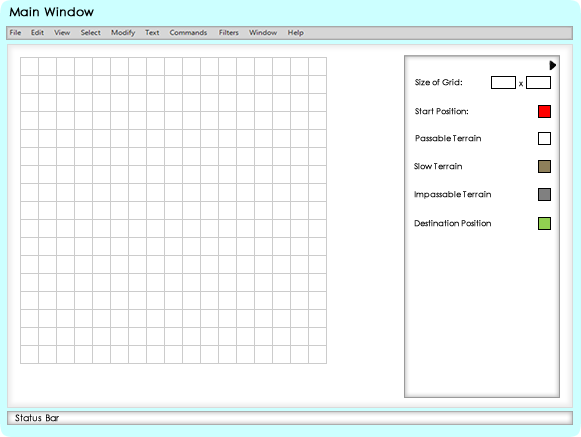 Main Window
File Edit View Select Modify Text Commands Filters Window Help
Size of Grid: x
Start Position:
Passable Terrain
Slow Terrain
Impassable Terrain
Destination Position
Status Bar